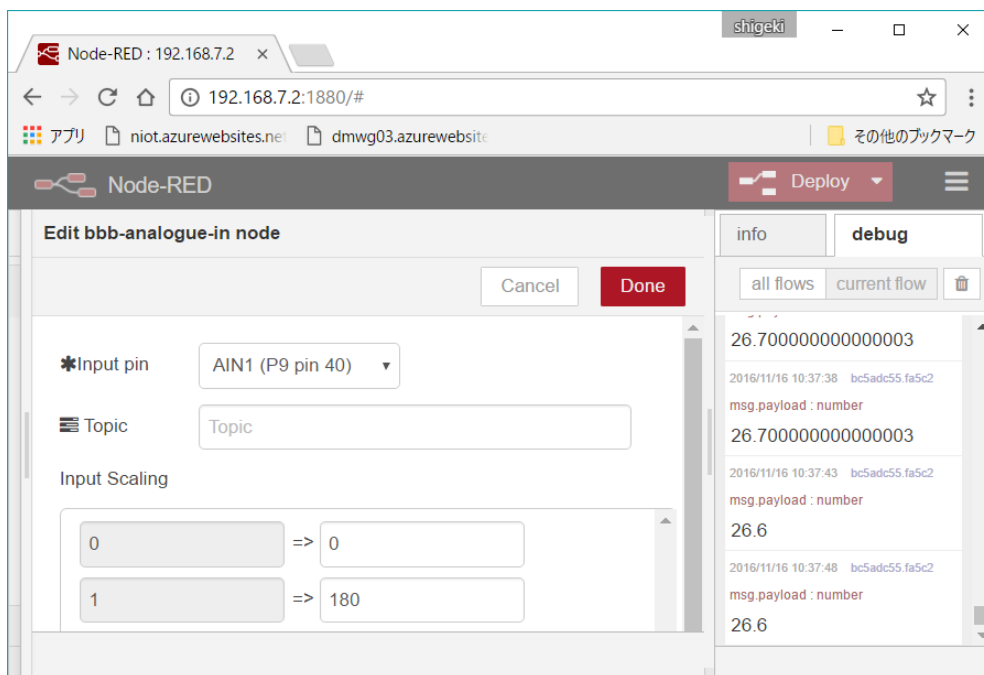 shigeki
Node-RED : 192.168.7.2
192.168.7.2:1880/#
アプリ niot.azurewebsites.ne dmwg03.azurewebsite その他のブックマーク
Node-RED Deploy
Edit bbb-analogue-in node
info debug
Cancel Done
all flows current flow
Input pin AIN1 (P9 pin 40)
Topic Topic
Input Scaling
0 => 0
1 => 180
26.700000000000003
2016/11/16 10:37:38 bc5adc55.fa5c2
msg.payload : number
26.700000000000003
2016/11/16 10:37:43 bc5adc55.fa5c2
msg.payload : number
26.6
2016/11/16 10:37:48 bc5adc55.fa5c2
msg.payload : number
26.6